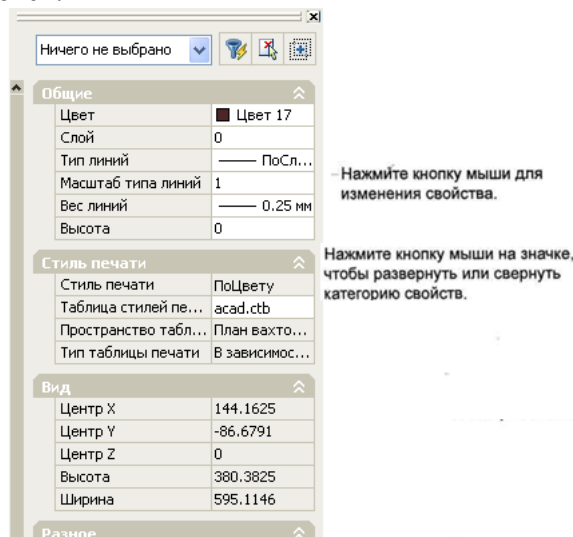 Ничего не выбрано
Общие
Цвет Цвет 17
Слой 0
Тип линий ПоСл...
Масштаб типа линий 1
Вес линий 0.25 мм
Высота 0
Нажмите кнопку мыши для
изменения свойства.
Стиль печати
Стиль печати ПоЦвету
Таблица стилей пе... acad.ctb
Пространство табл... План вахто...
Тип таблицы печати В зависимос...
Нажмите кнопку мыши на значке,
чтобы развернуть или свернуть
категорию свойств.
Вид
Центр X 144.1625
Центр Y -86.6791
Центр Z 0
Высота 380.3825
Ширина 595.1146
Разное